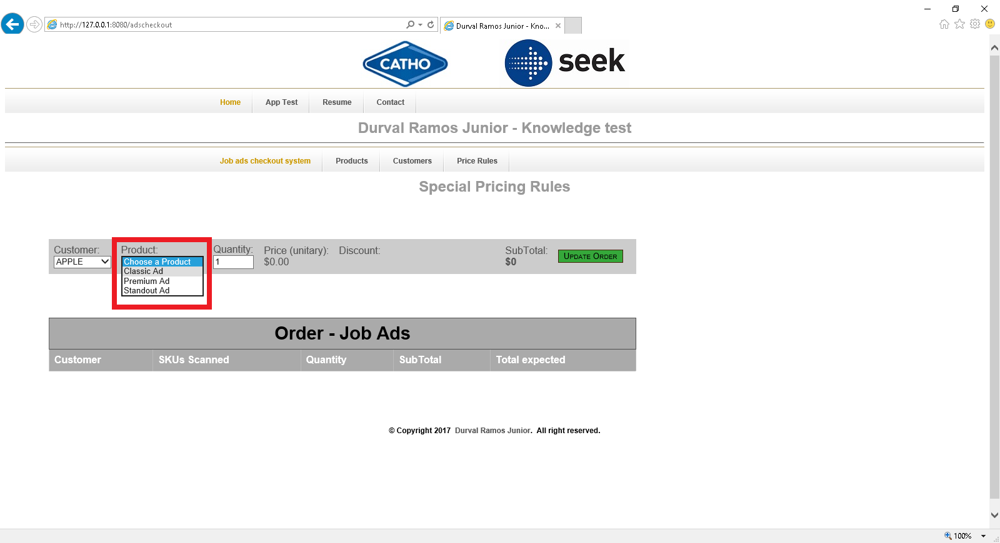 http://127.0.0.1:8080/adscheckout
Durval Ramos Junior - Kno...
CATHO
seek
Home App Test Resume Contact
Durval Ramos Junior - Knowledge test
Job ads checkout system Products Customers Price Rules
Special Pricing Rules
Customer: Product: Quantity: Price (unitary): Discount: SubTotal:
APPLE Choose a Product 1 $0.00 $0 UPDATE ORDER
Classic Ad
Premium Ad
Standout Ad
Order - Job Ads
Customer SKUs Scanned Quantity SubTotal Total expected
© Copyright 2017 Durval Ramos Junior. All right reserved.
100%